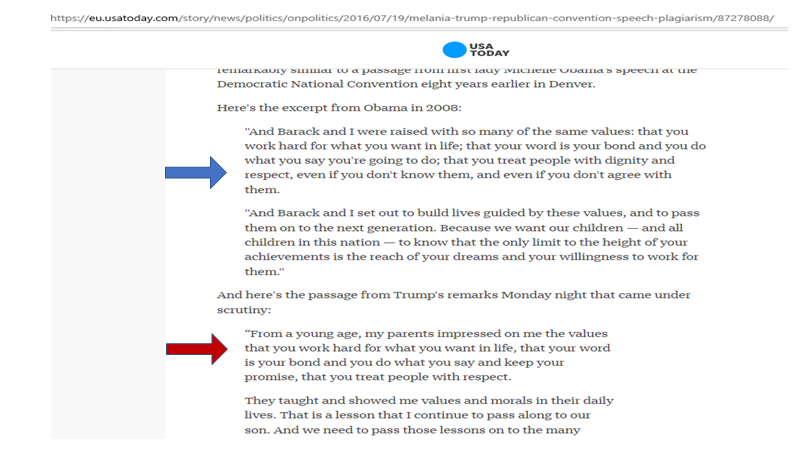 https://eu.usatoday.com/story/news/politics/onpolitics/2016/07/19/melania-trump-republican-convention-speech-plagiarism/87278088/
USA
TODAY
remarkably similar to a passage from first lady Michelle Obama's speech at the
Democratic National Convention eight years earlier in Denver.
Here's the excerpt from Obama in 2008:
"And Barack and I were raised with so many of the same values: that you
work hard for what you want in life; that your word is your bond and you do
what you say you're going to do; that you treat people with dignity and
respect, even if you don't know them, and even if you don't agree with
them.
"And Barack and I set out to build lives guided by these values, and to pass
them on to the next generation. Because we want our children — and all
children in this nation — to know that the only limit to the height of your
achievements is the reach of your dreams and your willingness to work for
them."
And here's the passage from Trump's remarks Monday night that came under
scrutiny:
“From a young age, my parents impressed on me the values
that you work hard for what you want in life, that your word
is your bond and you do what you say and keep your
promise, that you treat people with respect.
They taught and showed me values and morals in their daily
lives. That is a lesson that I continue to pass along to our
son. And we need to pass those lessons on to the many